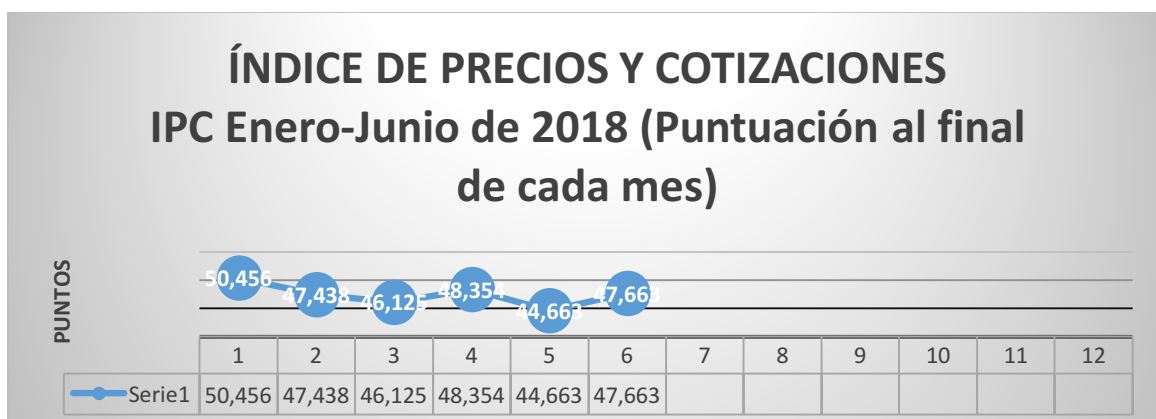 ÍNDICE DE PRECIOS Y COTIZACIONES
IPC Enero-Junio de 2018 (Puntuación al final
de cada mes)
PUNTOS
50,456 47,438 46,125 48,354 44,663 47,663
1 2 3 4 5 6 7 8 9 10 11 12
Serie1 50,456 47,438 46,125 48,354 44,663 47,663